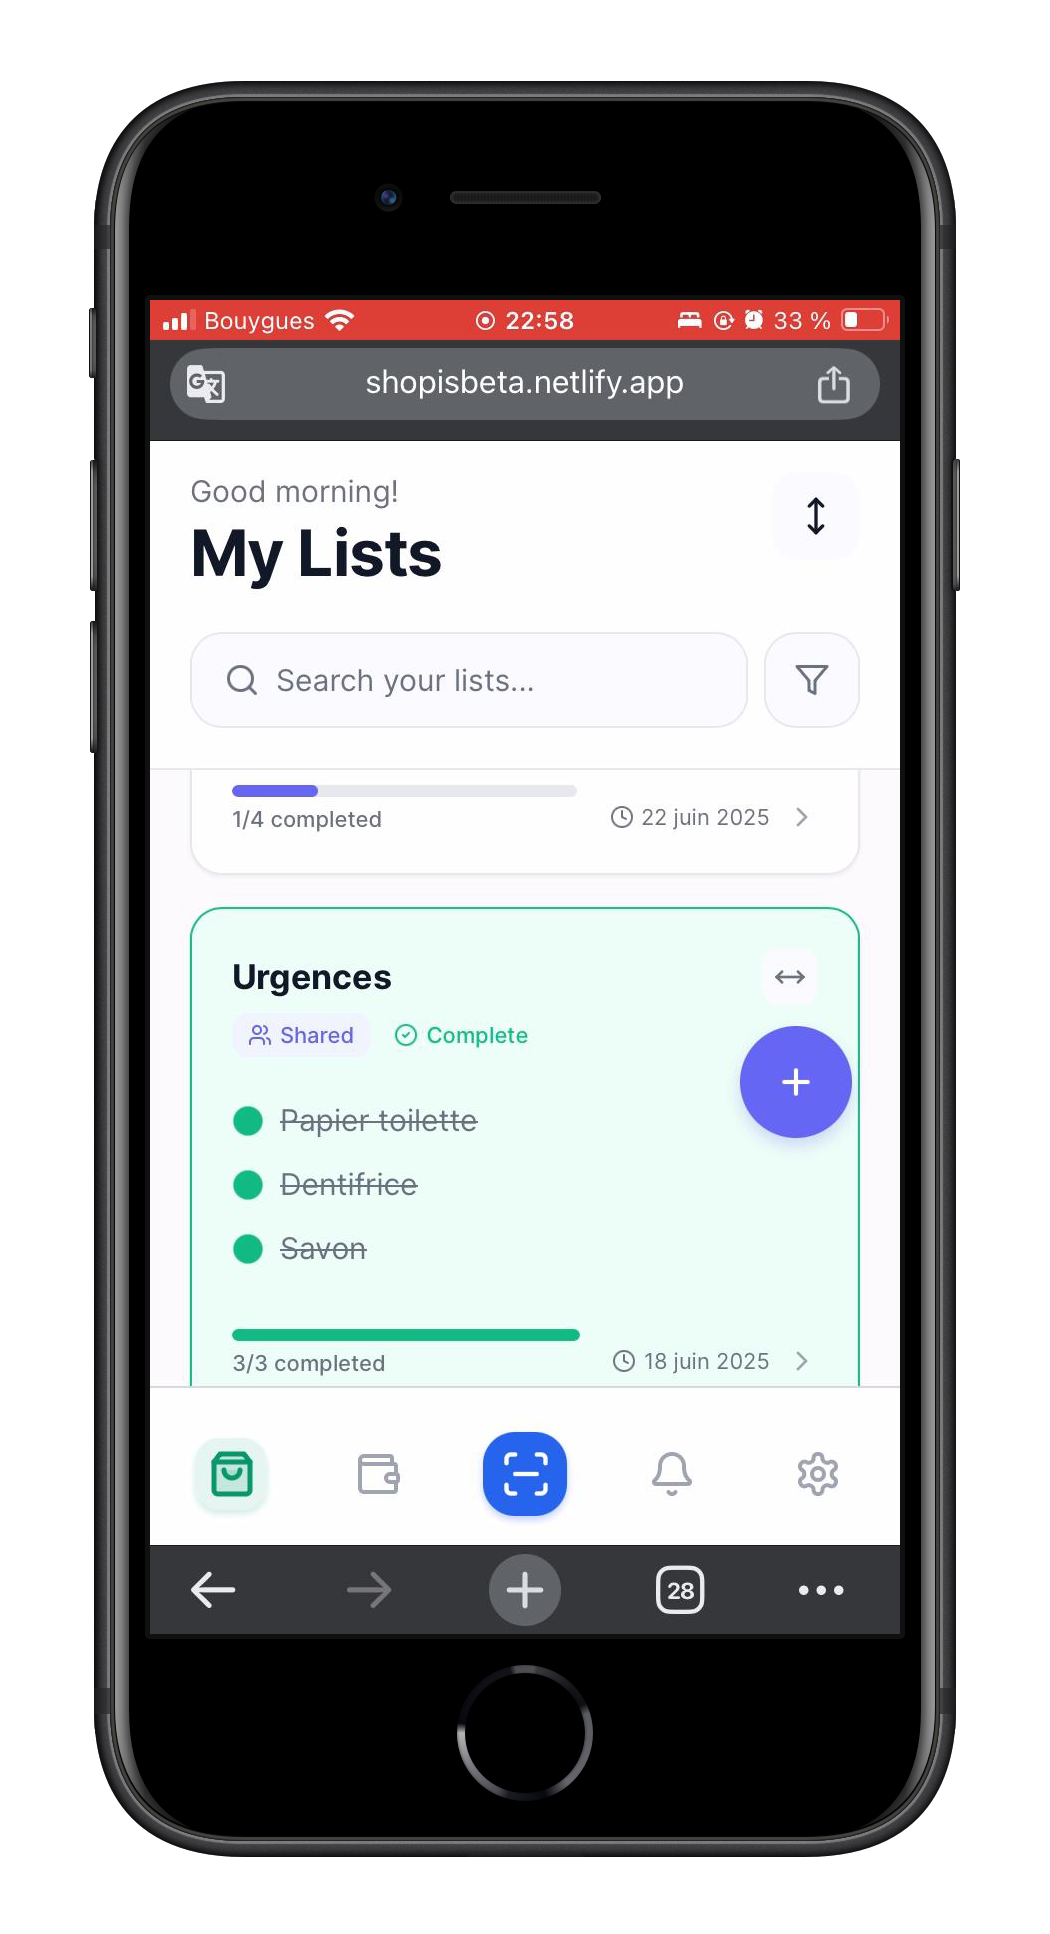 Bouygues 22:58 33 %
shopisbeta.netlify.app
Good morning!
My Lists
Search your lists...
1/4 completed 22 juin 2025
Urgences
Shared Complete
Papier toilette
Dentifrice
Savon
3/3 completed 18 juin 2025
28